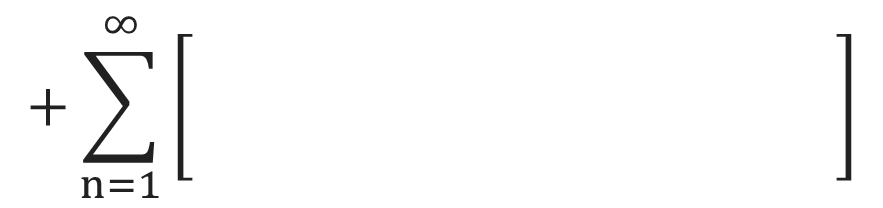 + ∑_{n=1}^{∞} [ ]